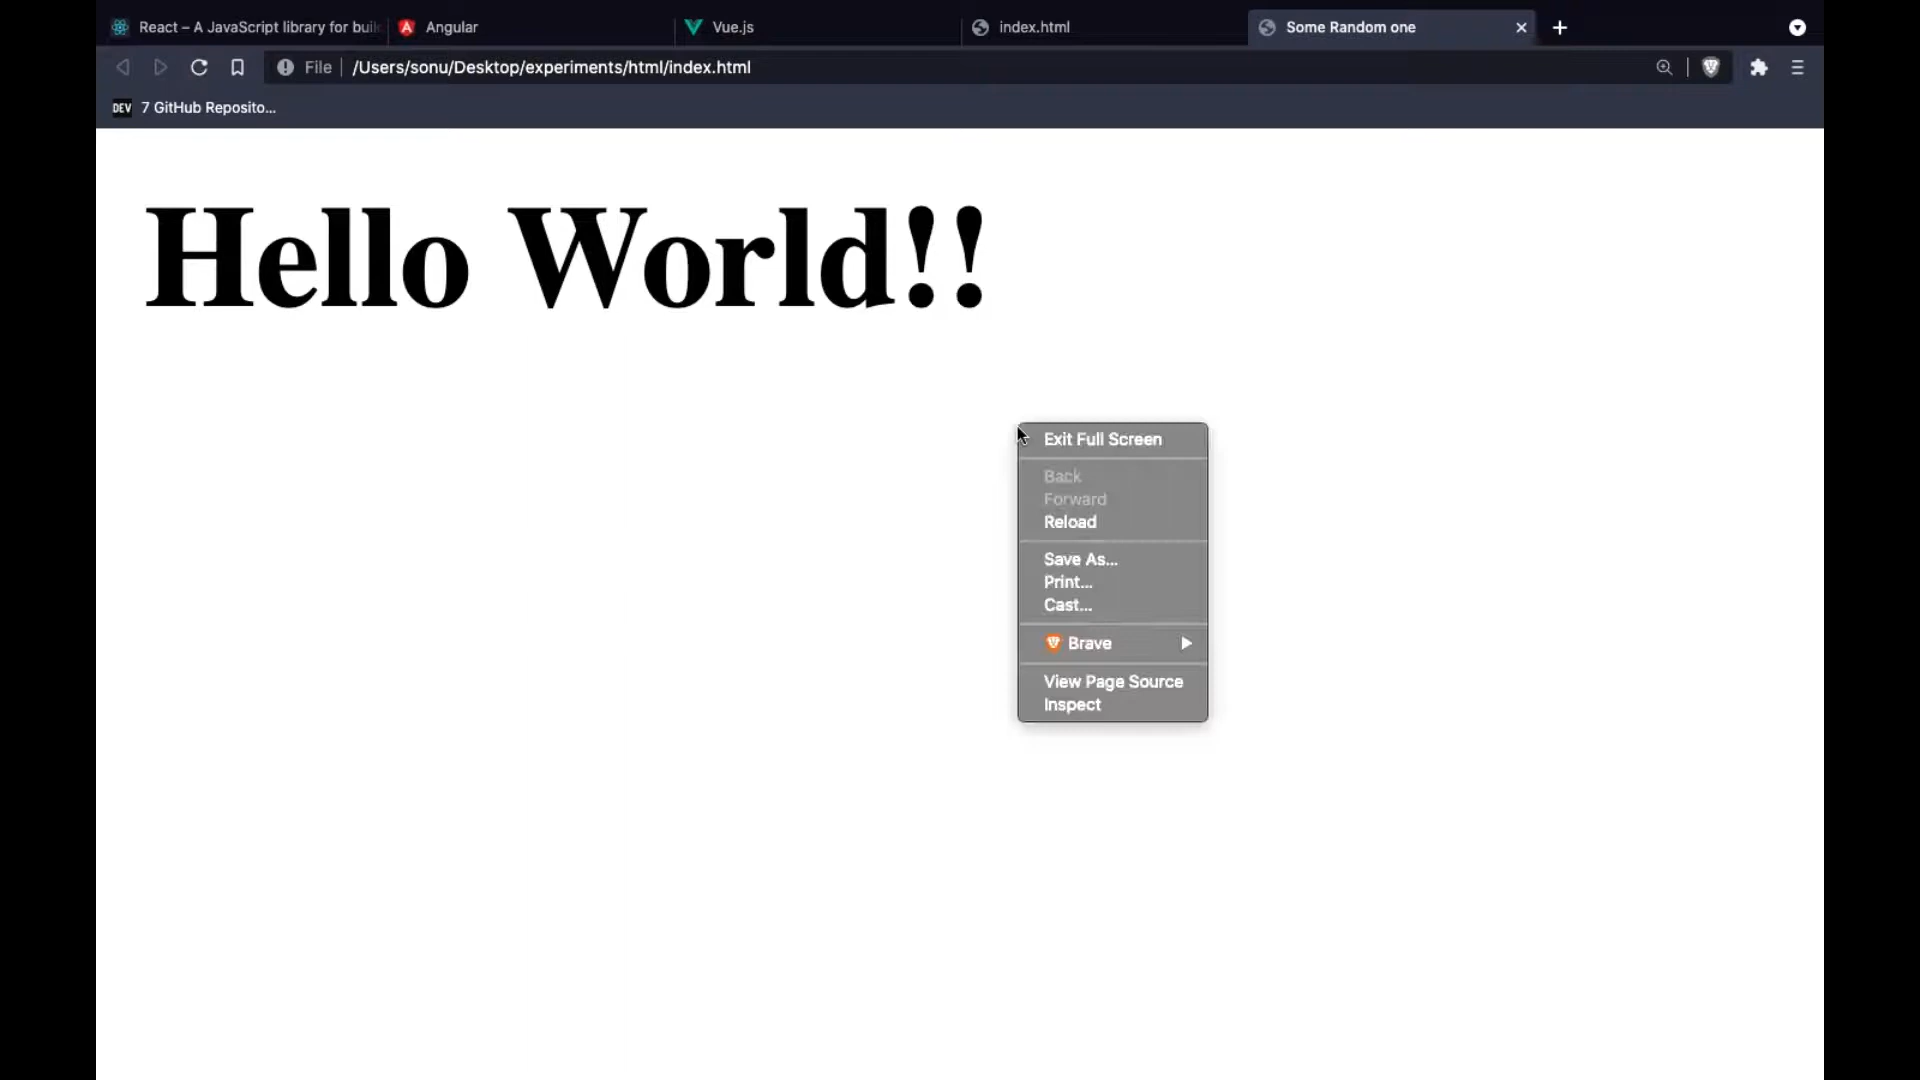 React – A JavaScript library for buil
Angular
Vue.js
index.html
Some Random one
File
/Users/sonu/Desktop/experiments/html/index.html
DEV
7 GitHub Reposito...
Hello World!!
Exit Full Screen
Back
Forward
Reload
Save As...
Print...
Cast...
Brave
View Page Source
Inspect